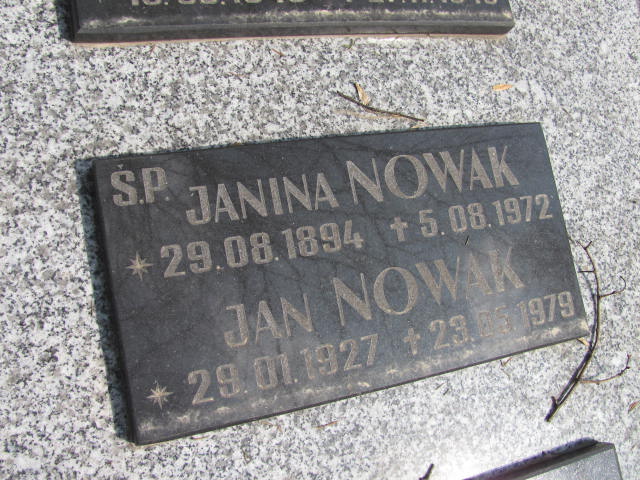 Ś.P. JANINA NOWAK
* 29.08.1894 ✝ 5.08.1972
JAN NOWAK
* 29.01.1927 ✝ 23.05.1979